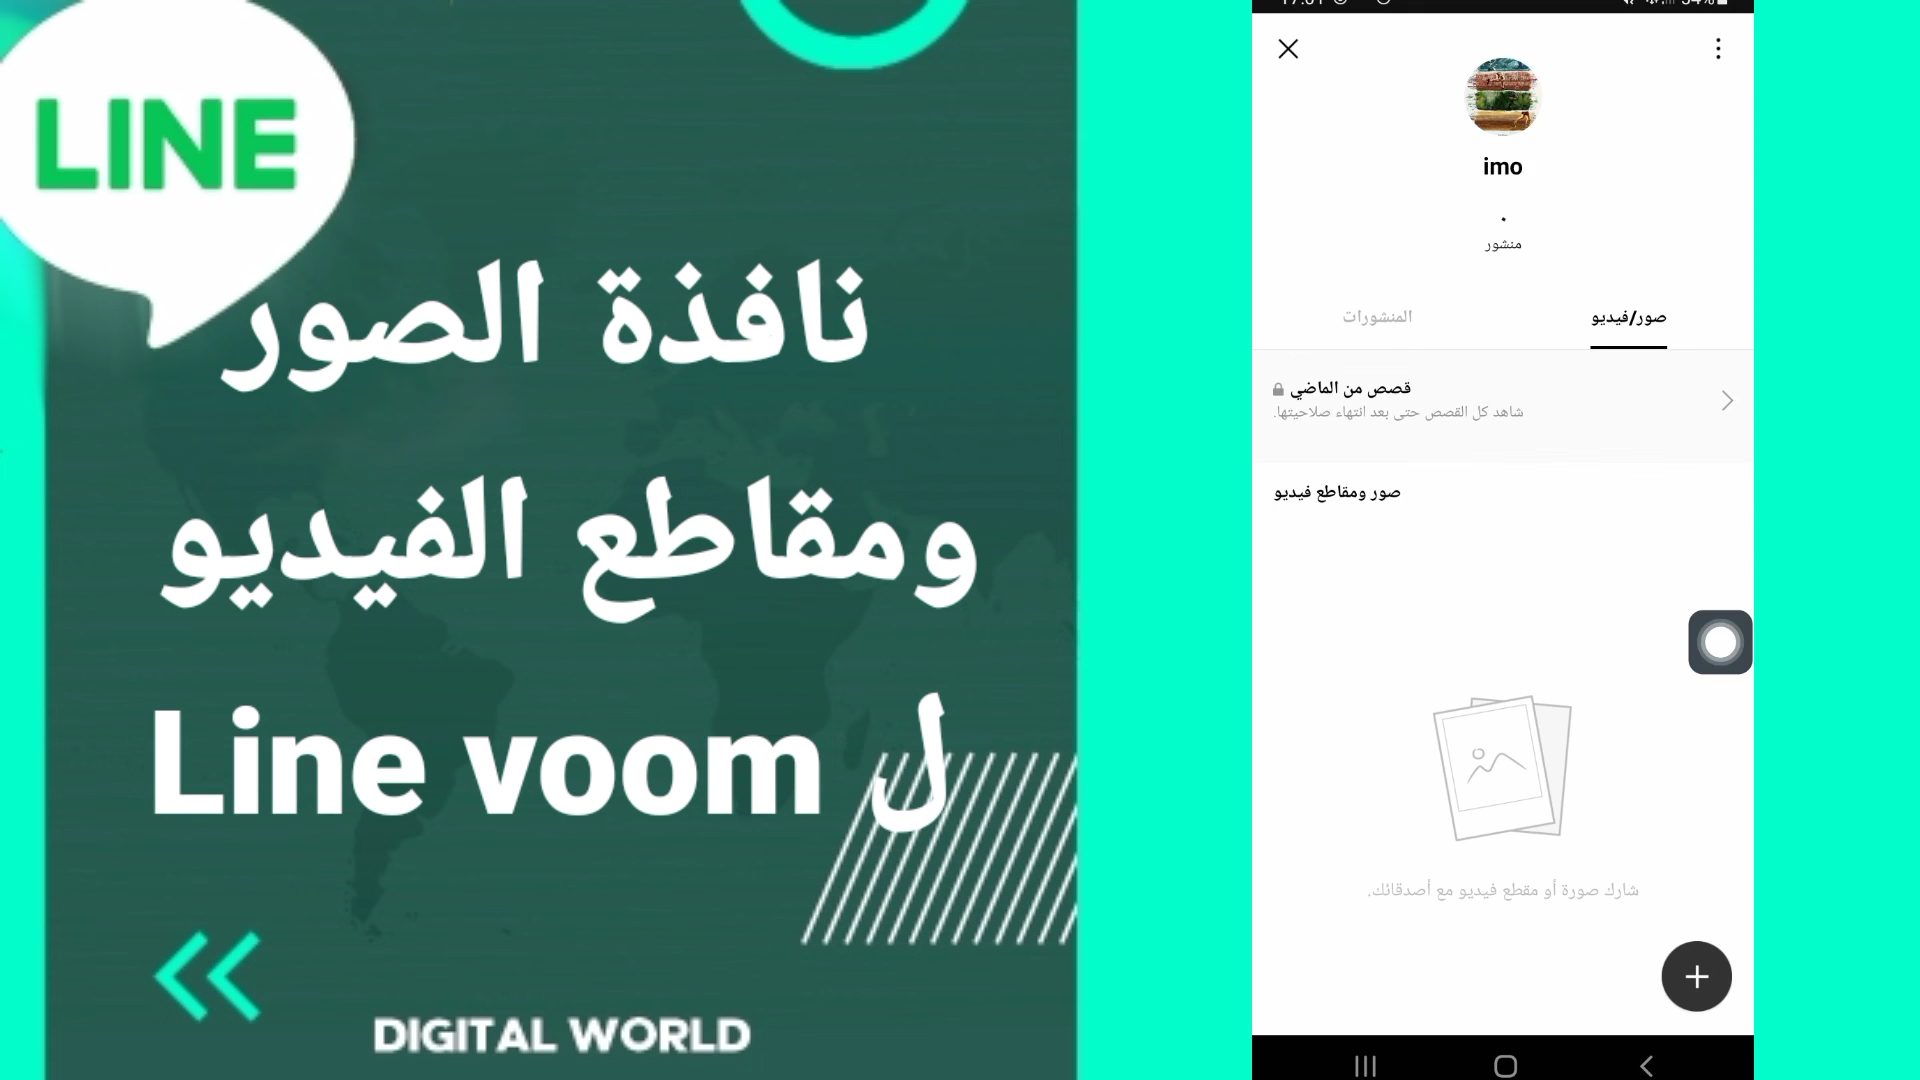 LINE
نافذة الصور
ومقاطع الفيديو
ل Line voom
DIGITAL WORLD
imo
٠
منشور
صور/فيديو
المنشورات
قصص من الماضي
شاهد كل القصص حتى بعد انتهاء صلاحيتها.
صور ومقاطع فيديو
شارك صورة أو مقطع فيديو مع أصدقائك.